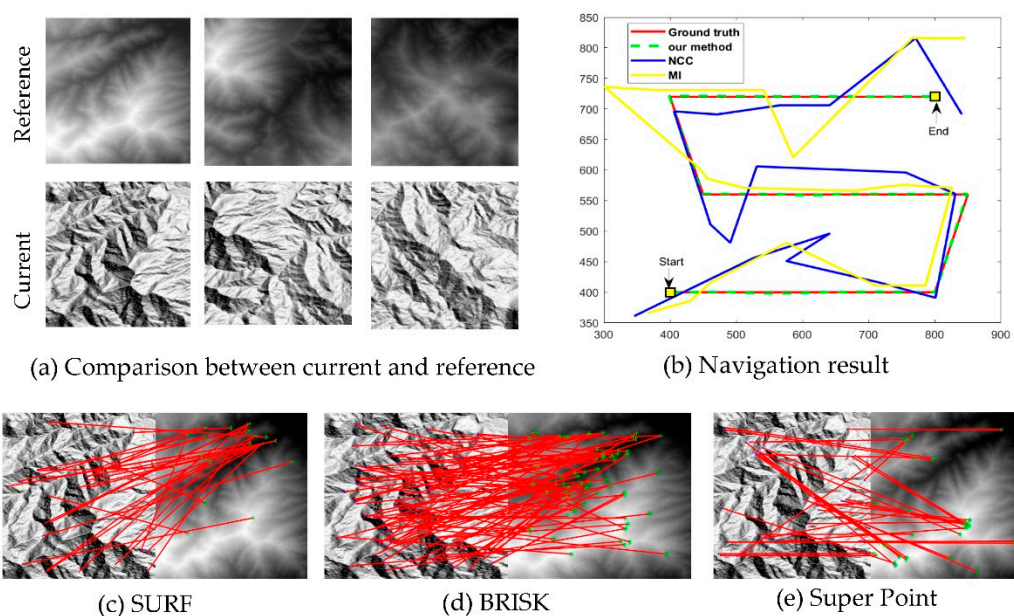 Reference
Current
(a) Comparison between current and reference
850
800
750
700
650
600
550
500
450
400
350
300
400
500
600
700
800
900
Ground truth
our method
NCC
MI
End
Start
(b) Navigation result
(c) SURF
(d) BRISK
(e) Super Point